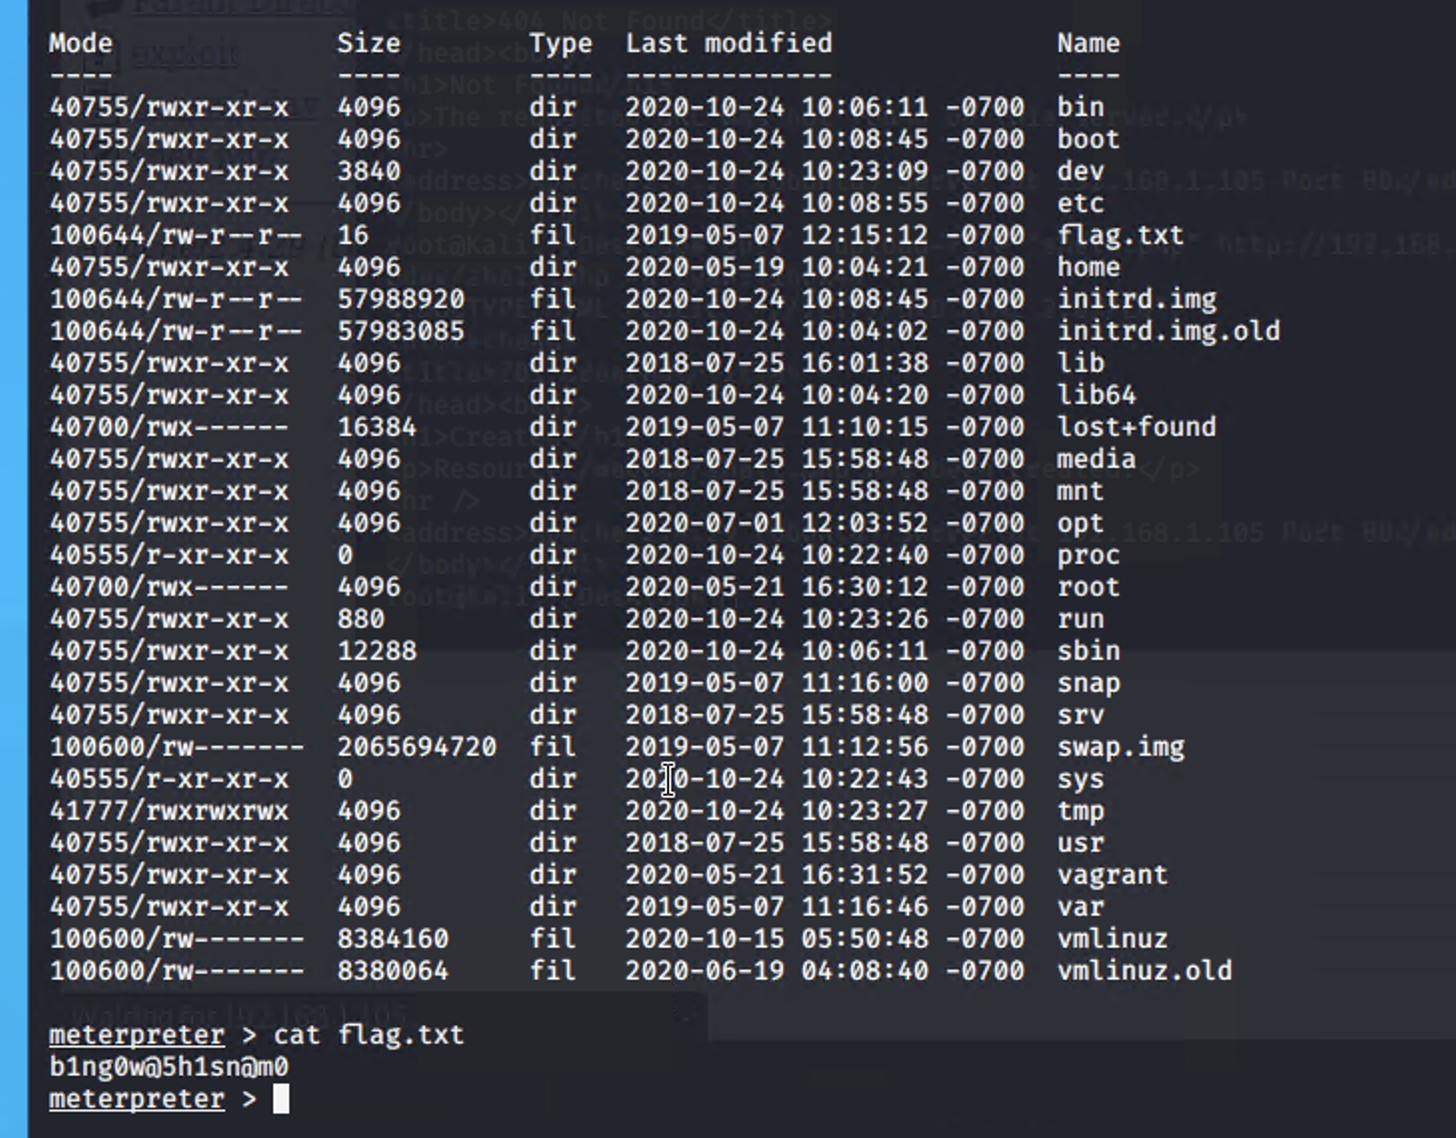 Mode Size Type Last modified Name
---- ---- ---- ------------- ----
40755/rwxr-xr-x 4096 dir 2020-10-24 10:06:11 -0700 bin
40755/rwxr-xr-x 4096 dir 2020-10-24 10:08:45 -0700 boot
40755/rwxr-xr-x 3840 dir 2020-10-24 10:23:09 -0700 dev
40755/rwxr-xr-x 4096 dir 2020-10-24 10:08:55 -0700 etc
100644/rw-r--r-- 16 fil 2019-05-07 12:15:12 -0700 flag.txt
40755/rwxr-xr-x 4096 dir 2020-05-19 10:04:21 -0700 home
100644/rw-r--r-- 57988920 fil 2020-10-24 10:08:45 -0700 initrd.img
100644/rw-r--r-- 57983085 fil 2020-10-24 10:04:02 -0700 initrd.img.old
40755/rwxr-xr-x 4096 dir 2018-07-25 16:01:38 -0700 lib
40755/rwxr-xr-x 4096 dir 2020-10-24 10:04:20 -0700 lib64
40700/rwx------ 16384 dir 2019-05-07 11:10:15 -0700 lost+found
40755/rwxr-xr-x 4096 dir 2018-07-25 15:58:48 -0700 media
40755/rwxr-xr-x 4096 dir 2018-07-25 15:58:48 -0700 mnt
40755/rwxr-xr-x 4096 dir 2020-07-01 12:03:52 -0700 opt
40555/r-xr-xr-x 0 dir 2020-10-24 10:22:40 -0700 proc
40700/rwx------ 4096 dir 2020-05-21 16:30:12 -0700 root
40755/rwxr-xr-x 880 dir 2020-10-24 10:23:26 -0700 run
40755/rwxr-xr-x 12288 dir 2020-10-24 10:06:11 -0700 sbin
40755/rwxr-xr-x 4096 dir 2019-05-07 11:16:00 -0700 snap
40755/rwxr-xr-x 4096 dir 2018-07-25 15:58:48 -0700 srv
100600/rw------- 2065694720 fil 2019-05-07 11:12:56 -0700 swap.img
40555/r-xr-xr-x 0 dir 2020-10-24 10:22:43 -0700 sys
41777/rwxrwxrwx 4096 dir 2020-10-24 10:23:27 -0700 tmp
40755/rwxr-xr-x 4096 dir 2018-07-25 15:58:48 -0700 usr
40755/rwxr-xr-x 4096 dir 2020-05-21 16:31:52 -0700 vagrant
40755/rwxr-xr-x 4096 dir 2019-05-07 11:16:46 -0700 var
100600/rw------- 8384160 fil 2020-10-15 05:50:48 -0700 vmlinuz
100600/rw------- 8380064 fil 2020-06-19 04:08:40 -0700 vmlinuz.old
meterpreter > cat flag.txt
b1ng0w@5h1sn@m0
meterpreter >